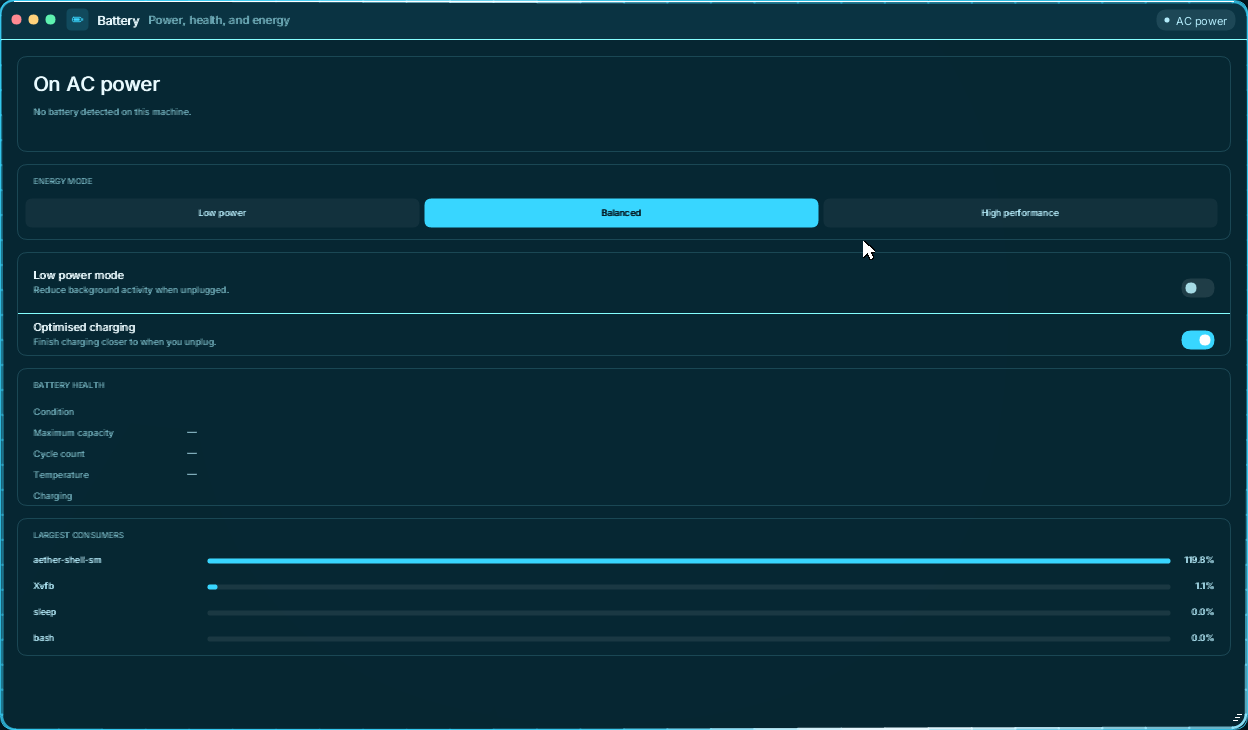 Battery Power, health, and energy
AC power
On AC power
No battery detected on this machine.
ENERGY MODE
Low power
Balanced
High performance
Low power mode
Reduce background activity when unplugged.
Optimised charging
Finish charging closer to when you unplug.
BATTERY HEALTH
Condition
Maximum capacity —
Cycle count —
Temperature —
Charging
LARGEST CONSUMERS
aether-shell-sm 119.8%
Xvfb 1.1%
sleep 0.0%
bash 0.0%